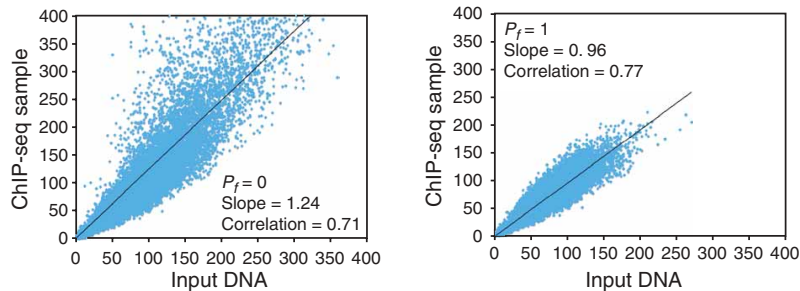 400
350
300
250
200
150
100
50
0
ChIP-seq sample
P_f = 0
Slope = 1.24
Correlation = 0.71
0 50 100 150 200 250 300 350 400
Input DNA
400
350
300
250
200
150
100
50
0
ChIP-seq sample
P_f = 1
Slope = 0. 96
Correlation = 0.77
0 50 100 150 200 250 300 350 400
Input DNA